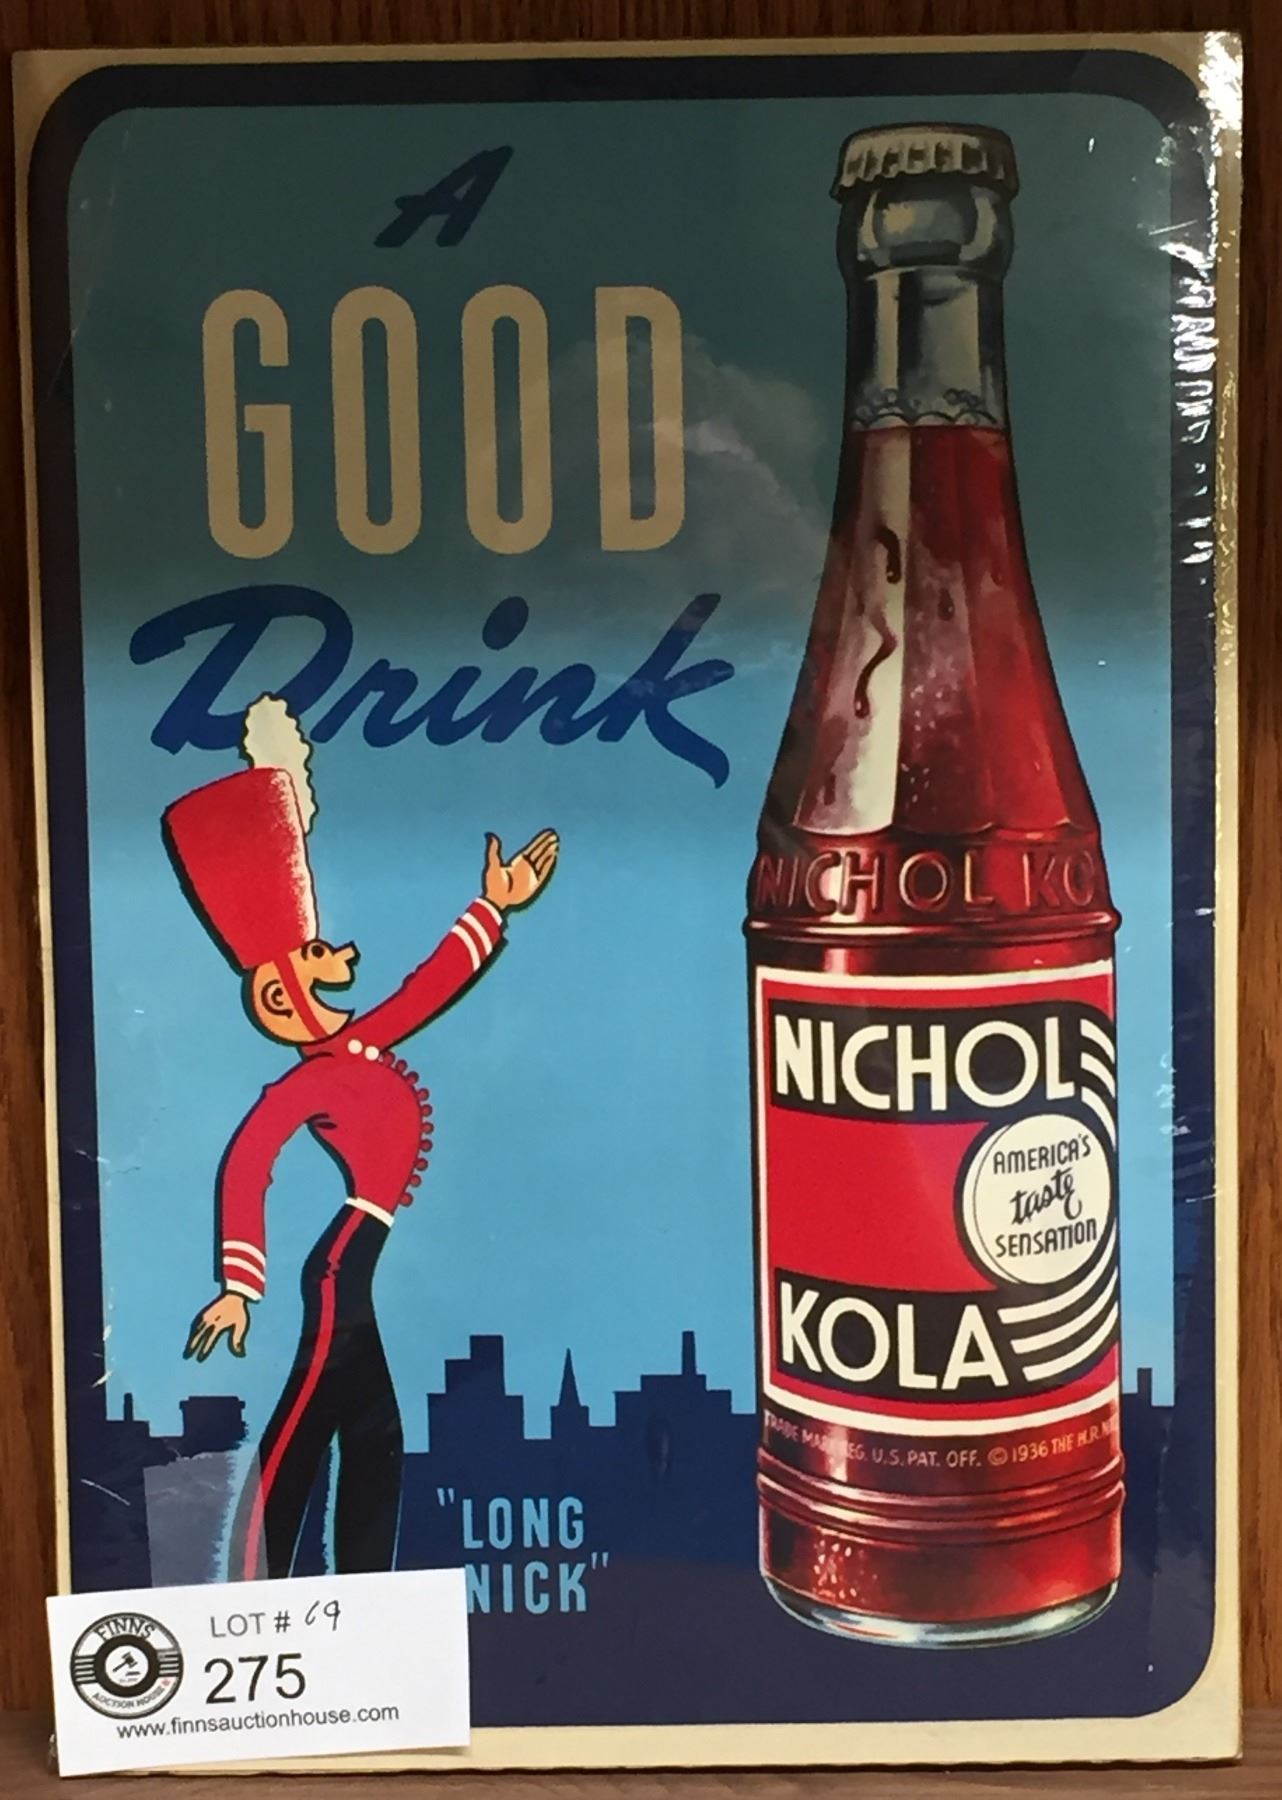 A
GOOD
Drink
NICHOL KO
NICHOL
AMERICA'S
taste
SENSATION
KOLA
TRADE MARK REG. U.S. PAT. OFF. © 1936 THE H.R.N
"LONG
NICK"
FINNS
AUCTION HOUSE
LOT # 69
275
www.finnsauctionhouse.com